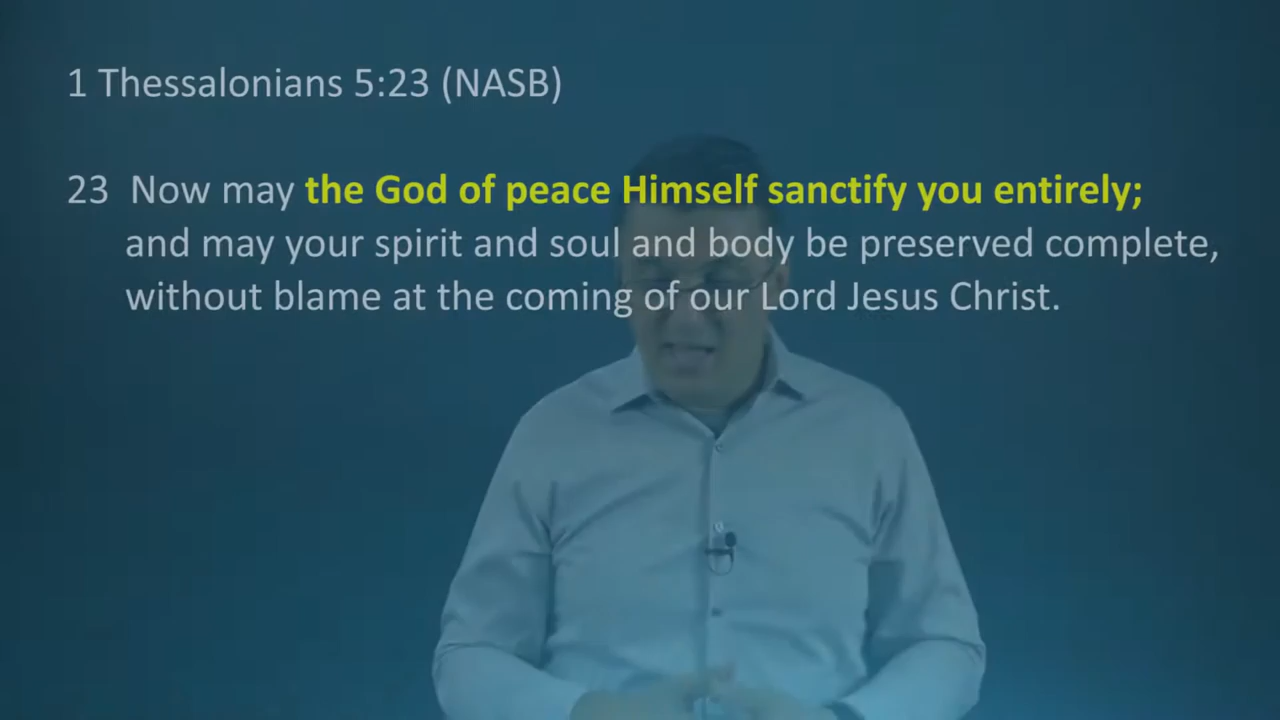 1 Thessalonians 5:23 (NASB)
23 Now may the God of peace Himself sanctify you entirely;
and may your spirit and soul and body be preserved complete,
without blame at the coming of our Lord Jesus Christ.